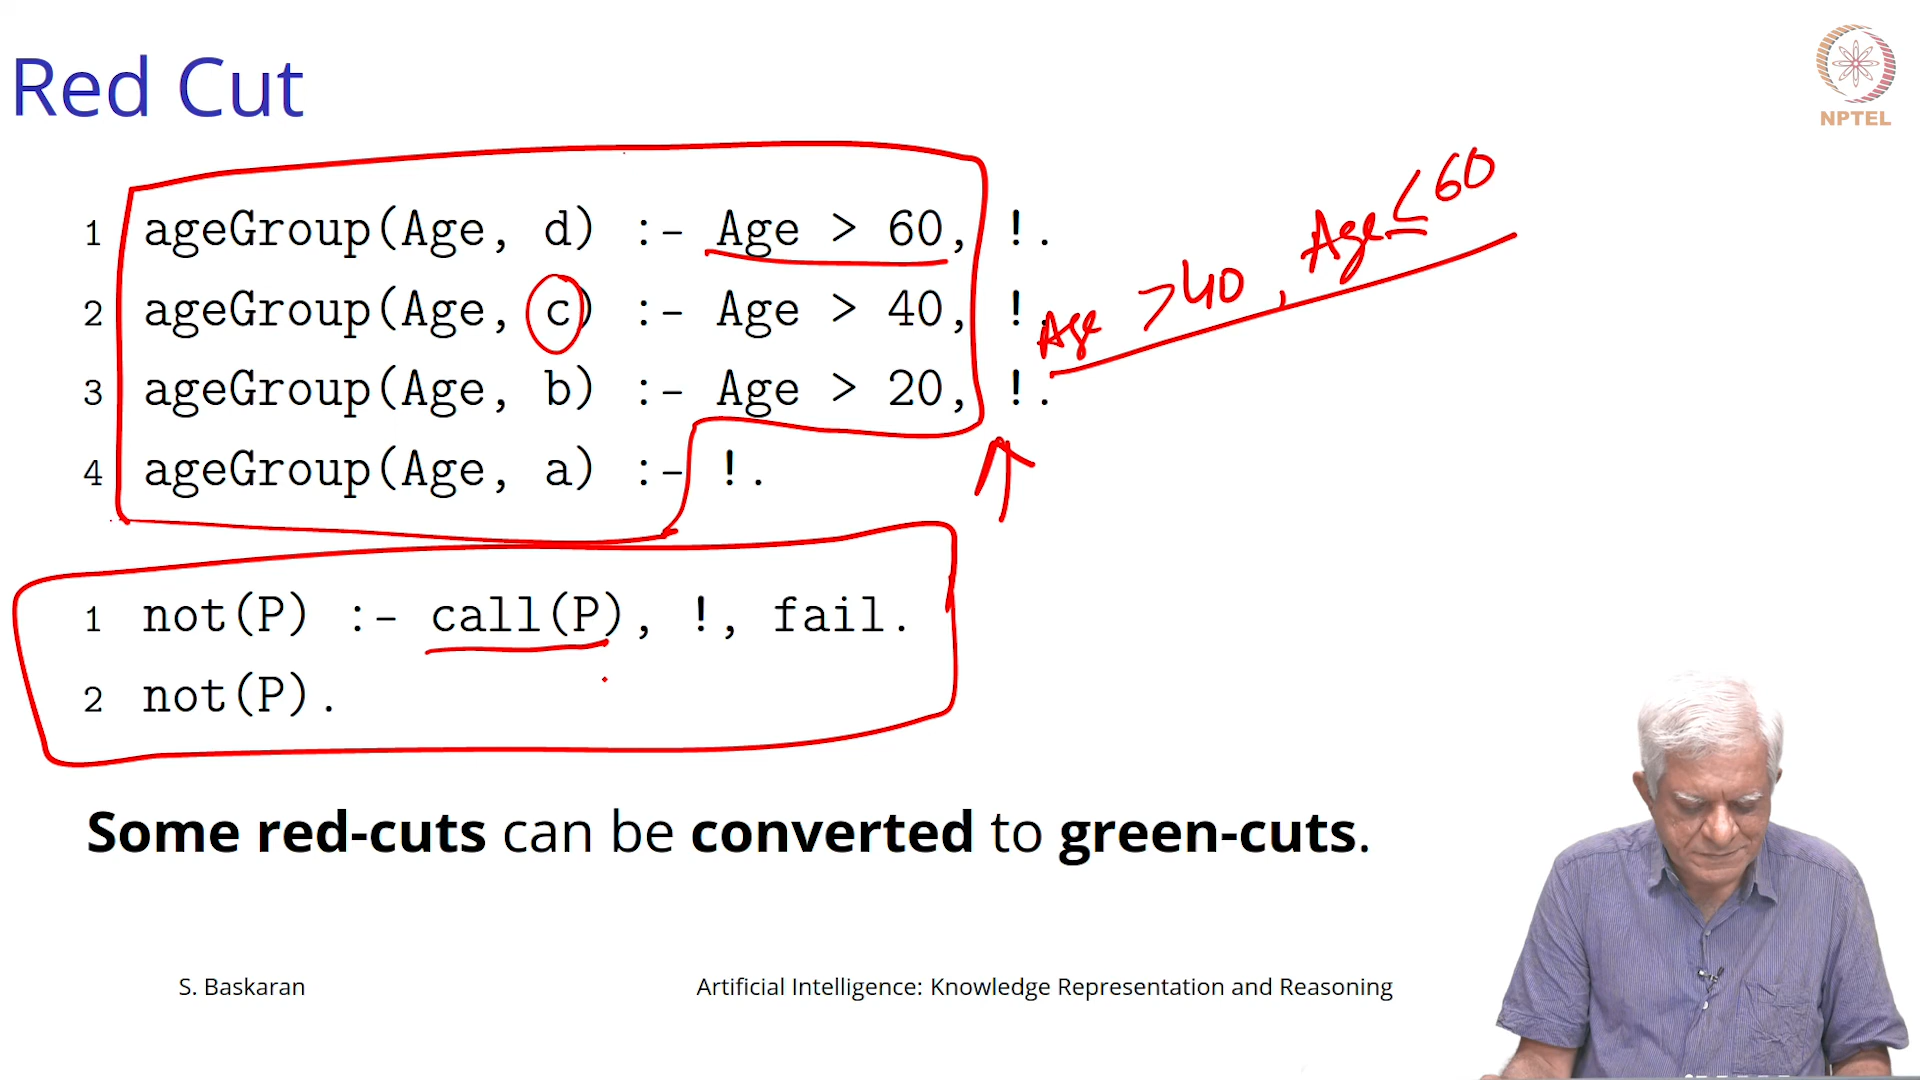 Red Cut
NPTEL
1 ageGroup(Age, d) :- Age > 60, !.
2 ageGroup(Age, c) :- Age > 40, !.
Age > 40, Age ≤ 60
3 ageGroup(Age, b) :- Age > 20, !.
4 ageGroup(Age, a) :- !.
1 not(P) :- call(P), !, fail.
2 not(P).
Some red-cuts can be converted to green-cuts.
S. Baskaran
Artificial Intelligence: Knowledge Representation and Reasoning